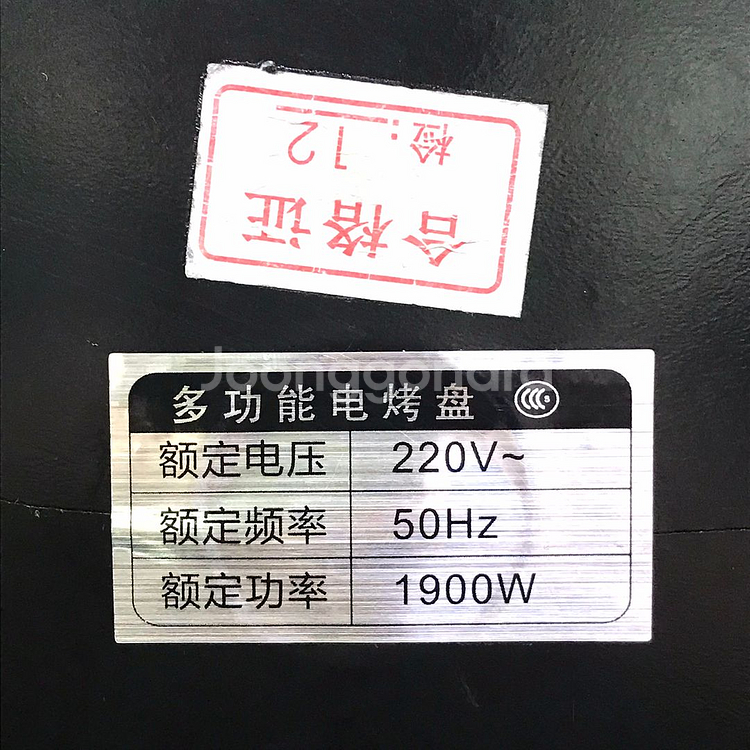 合格证
检:12
Joonggonara
多功能电烤盘
额定电压 220V~
额定频率 50Hz
额定功率 1900W